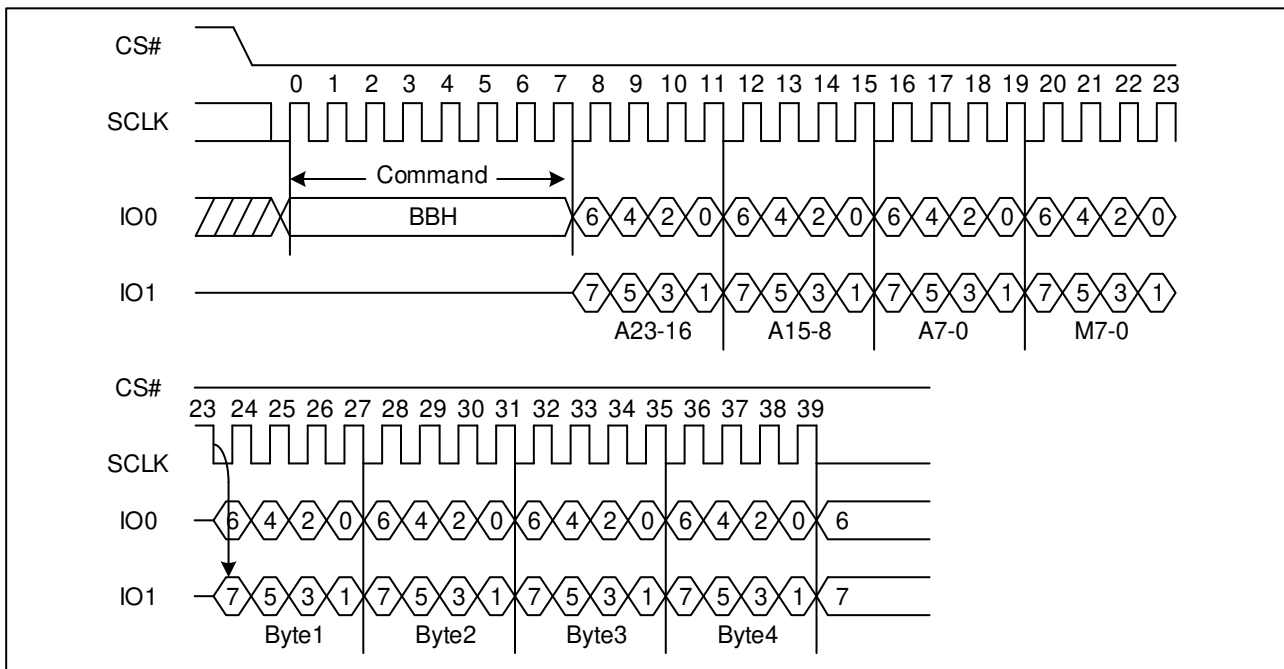 CS#
0 1 2 3 4 5 6 7 8 9 10 11 12 13 14 15 16 17 18 19 20 21 22 23
SCLK
Command
IO0 BBH 6 4 2 0 6 4 2 0 6 4 2 0 6 4 2 0
IO1 7 5 3 1 7 5 3 1 7 5 3 1 7 5 3 1
A23-16 A15-8 A7-0 M7-0
CS#
23 24 25 26 27 28 29 30 31 32 33 34 35 36 37 38 39
SCLK
IO0 6 4 2 0 6 4 2 0 6 4 2 0 6 4 2 0 6
IO1 7 5 3 1 7 5 3 1 7 5 3 1 7 5 3 1 7
Byte1 Byte2 Byte3 Byte4